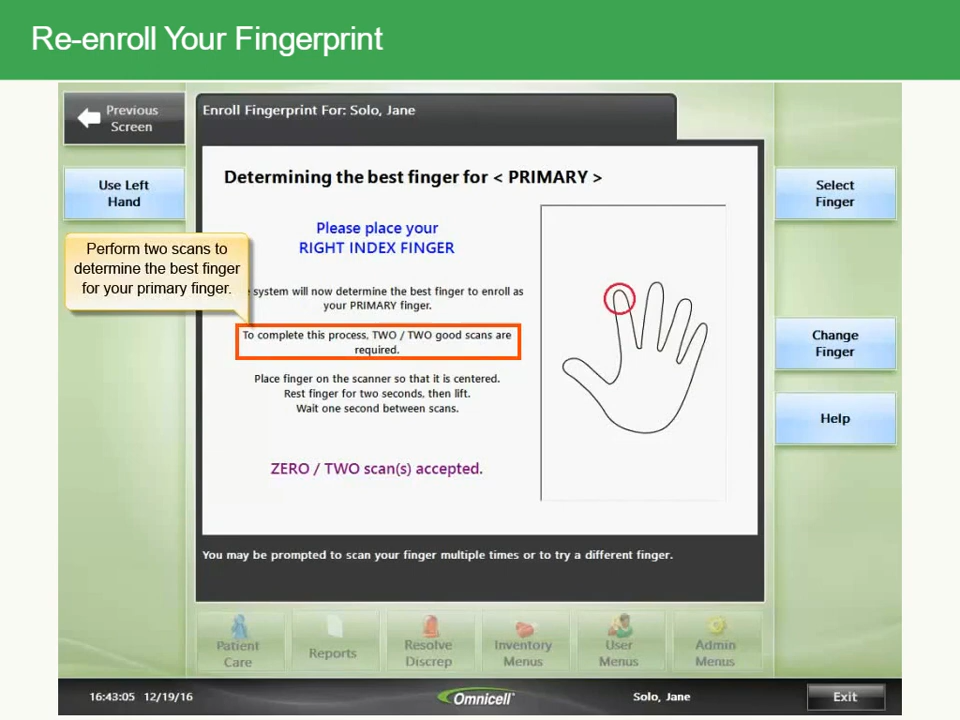 Re-enroll Your Fingerprint
Previous
Screen
Enroll Fingerprint For: Solo, Jane
Use Left
Hand
Determining the best finger for < PRIMARY >
Select
Finger
Please place your
RIGHT INDEX FINGER
Perform two scans to
determine the best finger
for your primary finger.
system will now determine the best finger to enroll as
your PRIMARY finger.
To complete this process, TWO / TWO good scans are
required.
Change
Finger
Place finger on the scanner so that it is centered.
Rest finger for two seconds, then lift.
Wait one second between scans.
Help
ZERO / TWO scan(s) accepted.
You may be prompted to scan your finger multiple times or to try a different finger.
Patient
Care
Reports
Resolve
Discrep
Inventory
Menus
User
Menus
Admin
Menus
16:43:05 12/19/16
Omnicell
Solo, Jane
Exit